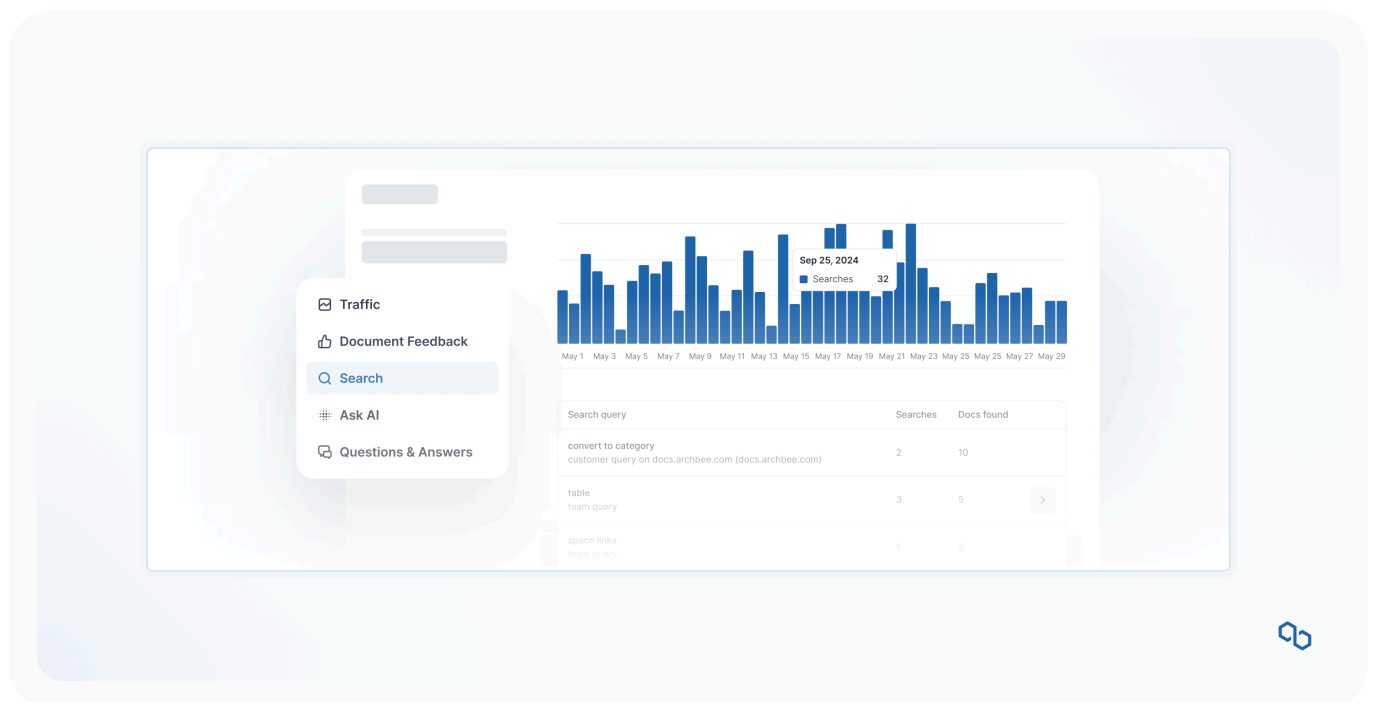 Traffic
Document Feedback
Search
Ask AI
Questions & Answers
Sep 25, 2024
Searches 32
May 1 May 3 May 5 May 7 May 9 May 11 May 13 May 15 May 17 May 19 May 21 May 23 May 25 May 25 May 27 May 29
Search query Searches Docs found
convert to category
customer query on docs.archbee.com (docs.archbee.com) 2 10
table
team query 3 5
space links
team query 1 2